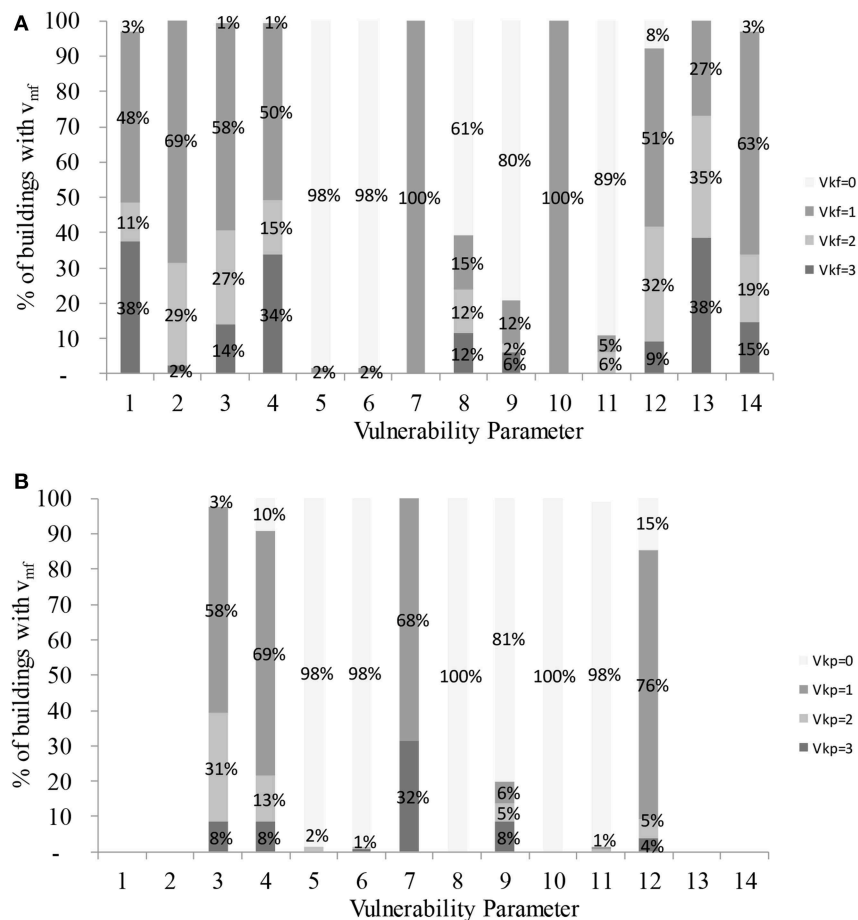 A
% of buildings with v_mf
100
90
80
70
60
50
40
30
20
10
-
3% 1% 1% 8% 3%
48% 69% 58% 50% 98% 98% 100% 61% 80% 100% 89% 51% 27% 63%
11% 29% 27% 15% 15% 12% 5% 32% 35% 19%
38% 2% 14% 34% 2% 2% 12% 2% 6% 9% 38% 15%
12% 6%
1 2 3 4 5 6 7 8 9 10 11 12 13 14
Vulnerability Parameter
Vkf=0
Vkf=1
Vkf=2
Vkf=3
B
% of buildings with v_mf
100
90
80
70
60
50
40
30
20
10
-
3% 10% 15%
58% 69% 98% 98% 68% 100% 81% 100% 98% 76%
31% 13% 2% 1% 32% 6% 1% 5%
8% 8% 5% 4%
8%
1 2 3 4 5 6 7 8 9 10 11 12 13 14
Vulnerability Parameter
Vkp=0
Vkp=1
Vkp=2
Vkp=3